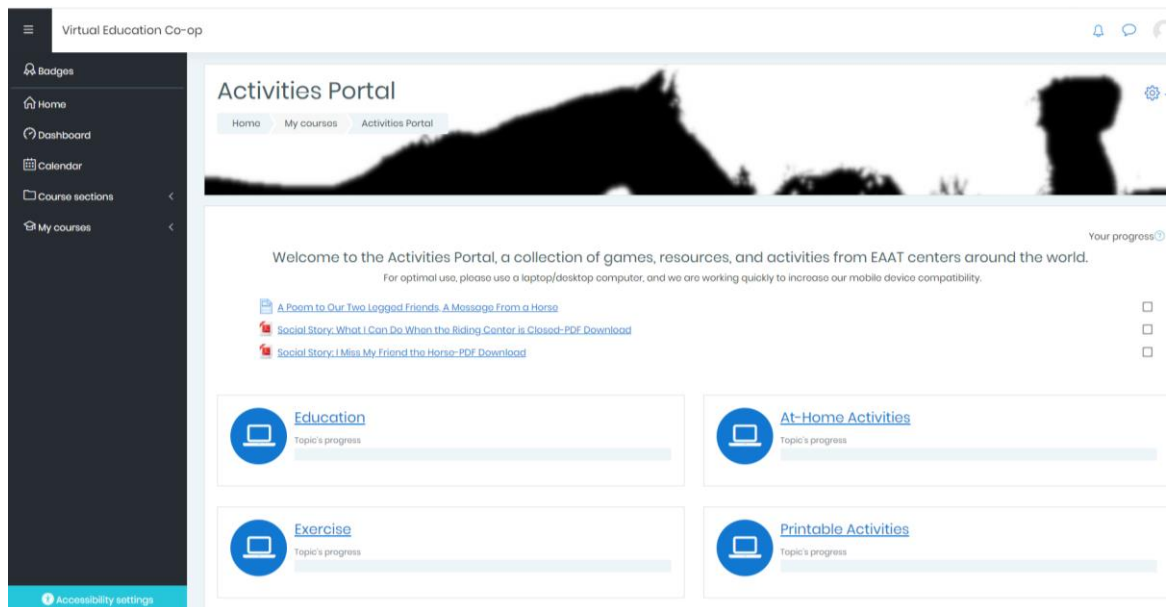 Virtual Education Co-op
Badges
Home
Dashboard
Calendar
Course sections
My courses
Accessibility settings
Activities Portal
Home My courses Activities Portal
Your progress
Welcome to the Activities Portal, a collection of games, resources, and activities from EAAT centers around the world.
For optimal use, please use a laptop/desktop computer, and we are working quickly to increase our mobile device compatibility.
A Poem to Our Two Legged Friends, A Message From a Horse
Social Story: What I Can Do When the Riding Center is Closed-PDF Download
Social Story: I Miss My Friend the Horse-PDF Download
Education
Topic's progress
At-Home Activities
Topic's progress
Exercise
Topic's progress
Printable Activities
Topic's progress